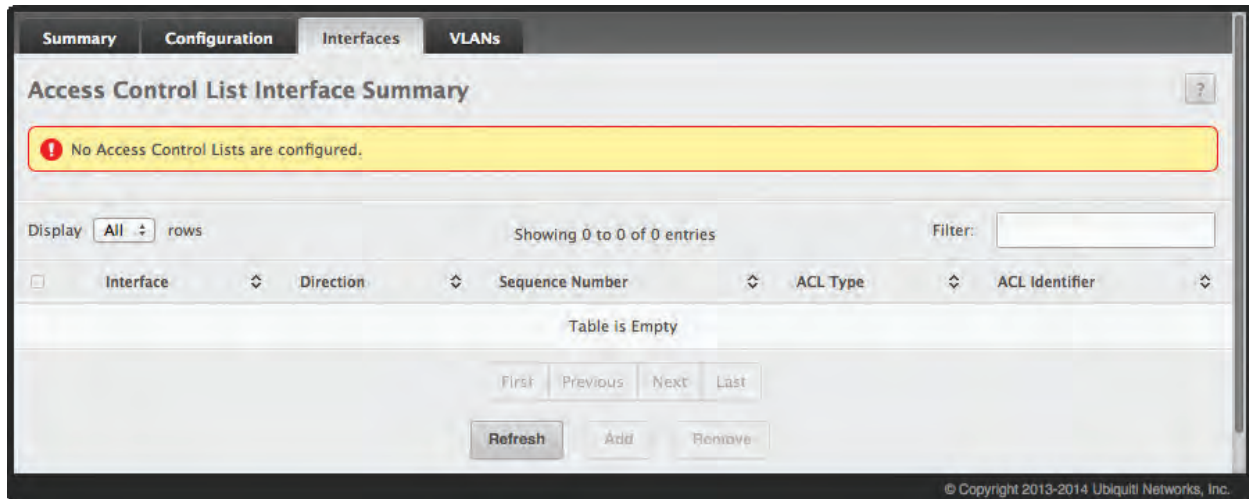 Summary Configuration Interfaces VLANs
Access Control List Interface Summary ?
! No Access Control Lists are configured.
Display All rows Showing 0 to 0 of 0 entries Filter:
Interface Direction Sequence Number ACL Type ACL Identifier
Table is Empty
First Previous Next Last
Refresh Add Remove
© Copyright 2013-2014 Ubiquiti Networks, Inc.